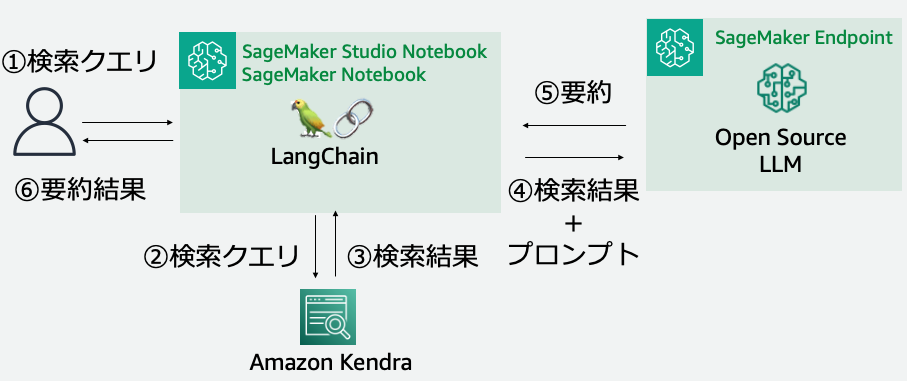 ①検索クエリ
SageMaker Studio Notebook
SageMaker Notebook
LangChain
⑥要約結果
②検索クエリ
③検索結果
Amazon Kendra
⑤要約
④検索結果
+
プロンプト
SageMaker Endpoint
Open Source
LLM